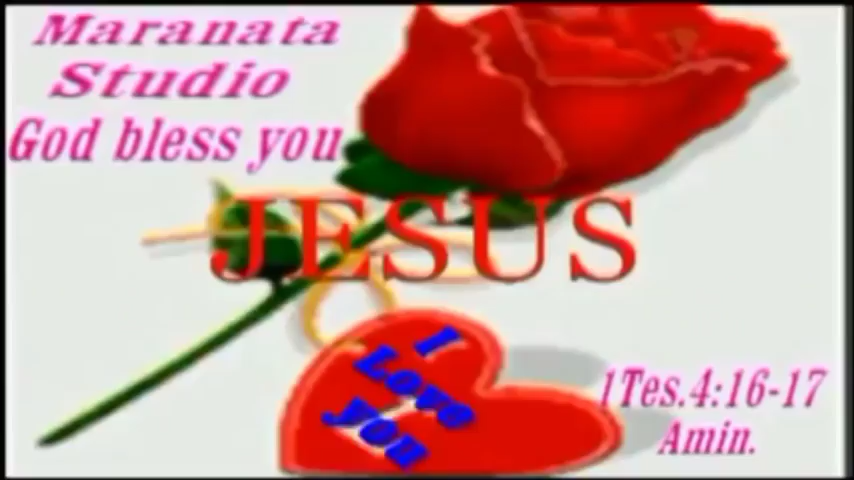 Maranata
Studio
God bless you
JESUS
I
Love
you
1Tes.4:16-17
Amin.